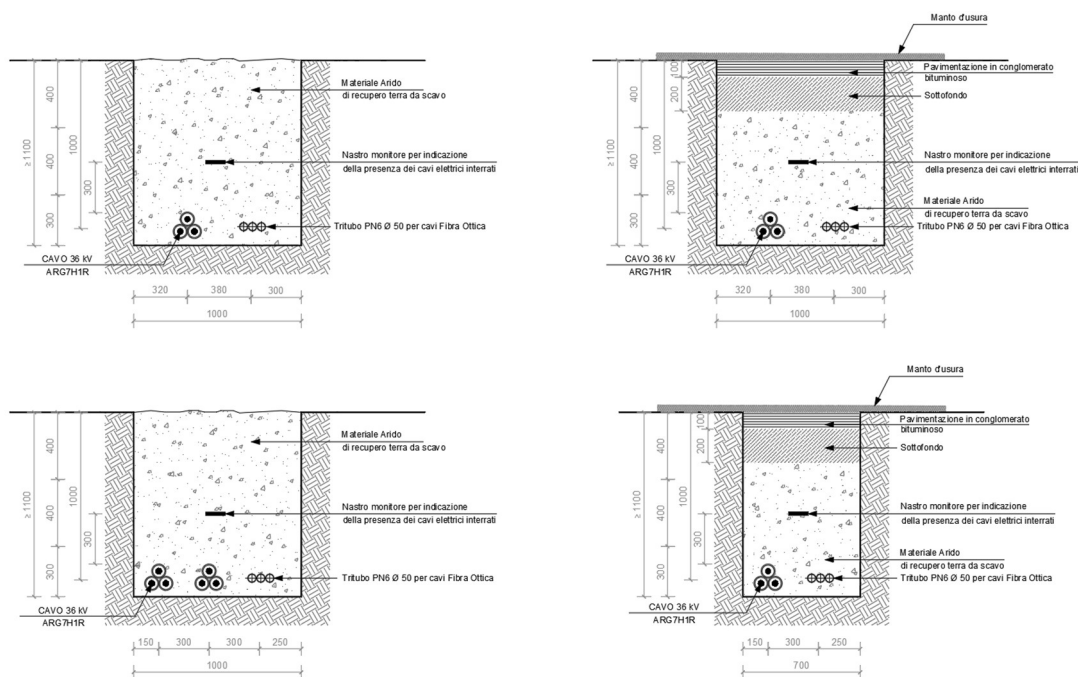 Materiale Arido
di recupero terra da scavo
Nastro monitore per indicazione
della presenza dei cavi elettrici interrati
Tritubo PN6 Ø 50 per cavi Fibra Ottica
CAVO 36 kV
ARG7H1R
≥1100
400
400
300
1000
300
320
380
300
1000
Manto d'usura
Pavimentazione in conglomerato
bituminoso
Sottofondo
Nastro monitore per indicazione
della presenza dei cavi elettrici interrati
Materiale Arido
di recupero terra da scavo
Tritubo PN6 Ø 50 per cavi Fibra Ottica
CAVO 36 kV
ARG7H1R
≥1100
400
400
300
1000
300
100
200
320
380
300
1000
Materiale Arido
di recupero terra da scavo
Nastro monitore per indicazione
della presenza dei cavi elettrici interrati
Tritubo PN6 Ø 50 per cavi Fibra Ottica
CAVO 36 kV
ARG7H1R
≥1100
400
400
300
1000
300
150
300
300
250
1000
Manto d'usura
Pavimentazione in conglomerato
bituminoso
Sottofondo
Nastro monitore per indicazione
della presenza dei cavi elettrici interrati
Materiale Arido
di recupero terra da scavo
Tritubo PN6 Ø 50 per cavi Fibra Ottica
CAVO 36 kV
ARG7H1R
≥1100
400
400
300
1000
300
100
200
150
300
250
700